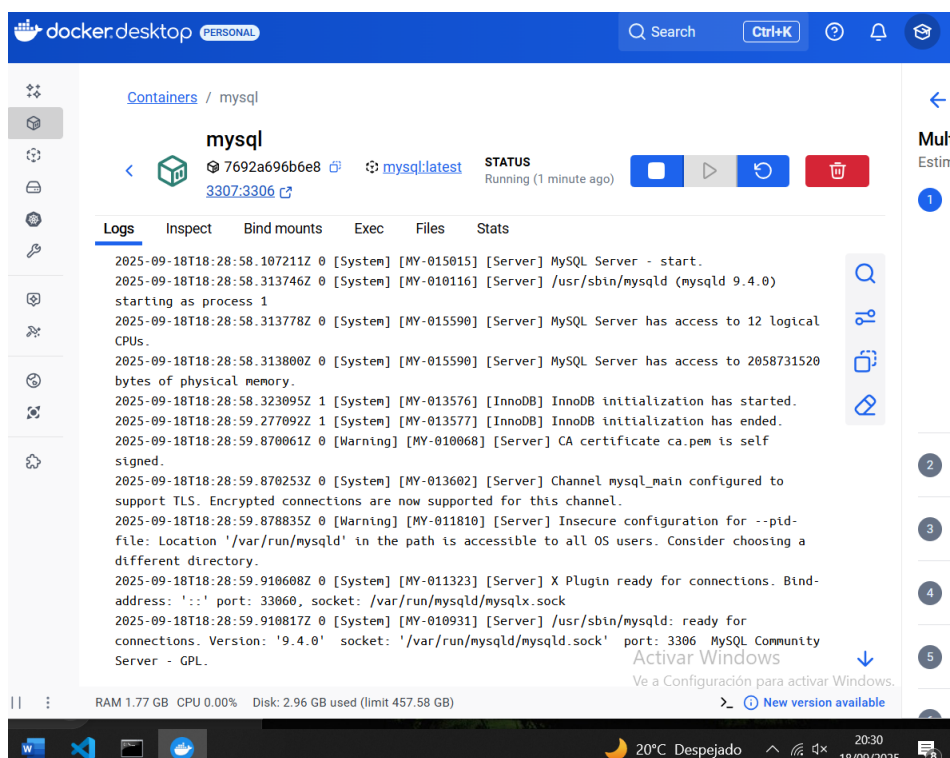 docker.desktop PERSONAL
Search Ctrl+K
Containers / mysql
mysql
7692a696b6e8 mysql:latest
3307:3306
STATUS
Running (1 minute ago)
Mul
Estim
1
Logs Inspect Bind mounts Exec Files Stats
2025-09-18T18:28:58.107211Z 0 [System] [MY-015015] [Server] MySQL Server - start.
2025-09-18T18:28:58.313746Z 0 [System] [MY-010116] [Server] /usr/sbin/mysqld (mysqld 9.4.0)
starting as process 1
2025-09-18T18:28:58.313778Z 0 [System] [MY-015590] [Server] MySQL Server has access to 12 logical
CPUs.
2025-09-18T18:28:58.313800Z 0 [System] [MY-015590] [Server] MySQL Server has access to 2058731520
bytes of physical memory.
2025-09-18T18:28:58.323095Z 1 [System] [MY-013576] [InnoDB] InnoDB initialization has started.
2025-09-18T18:28:59.277092Z 1 [System] [MY-013577] [InnoDB] InnoDB initialization has ended.
2025-09-18T18:28:59.870061Z 0 [Warning] [MY-010068] [Server] CA certificate ca.pem is self
signed.
2025-09-18T18:28:59.870253Z 0 [System] [MY-013602] [Server] Channel mysql_main configured to
support TLS. Encrypted connections are now supported for this channel.
2025-09-18T18:28:59.878835Z 0 [Warning] [MY-011810] [Server] Insecure configuration for --pid-
file: Location '/var/run/mysqld' in the path is accessible to all OS users. Consider choosing a
different directory.
2025-09-18T18:28:59.910608Z 0 [System] [MY-011323] [Server] X Plugin ready for connections. Bind-
address: '::' port: 33060, socket: /var/run/mysqld/mysqlx.sock
2025-09-18T18:28:59.910817Z 0 [System] [MY-010931] [Server] /usr/sbin/mysqld: ready for
connections. Version: '9.4.0' socket: '/var/run/mysqld/mysqld.sock' port: 3306 MySQL Community
Server - GPL.
2
3
4
5
Activar Windows
Ve a Configuración para activar Windows.
RAM 1.77 GB CPU 0.00% Disk: 2.96 GB used (limit 457.58 GB)
New version available
20°C Despejado
20:30
18/09/2025
8